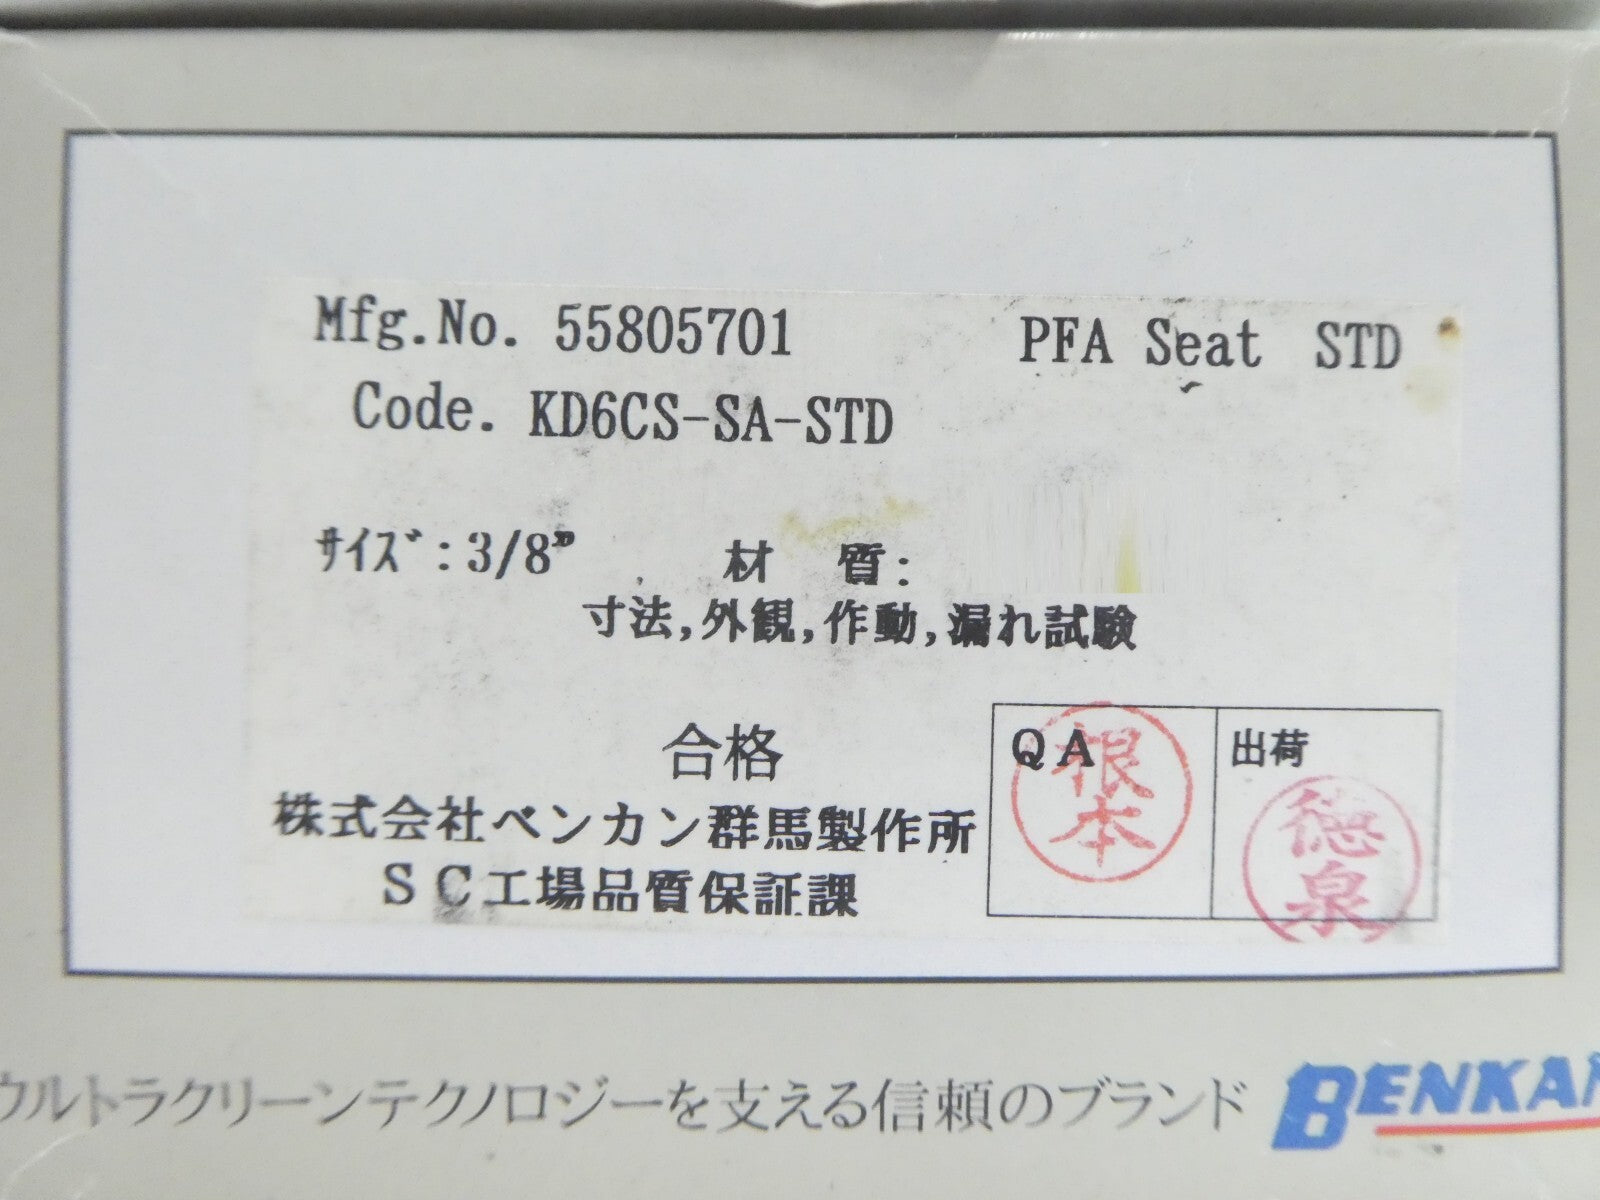 Mfg.No. 55805701 PFA Seat STD
Code. KD6CS-SA-STD
ｻｲｽﾞ:3/8" 材 質:
寸法,外観,作動,漏れ試験
合格
QA 根本
出荷 徳泉
株式会社ベンカン群馬製作所
ＳＣ工場品質保証課
ウルトラクリーンテクノロジーを支える信頼のブランド BENKAN